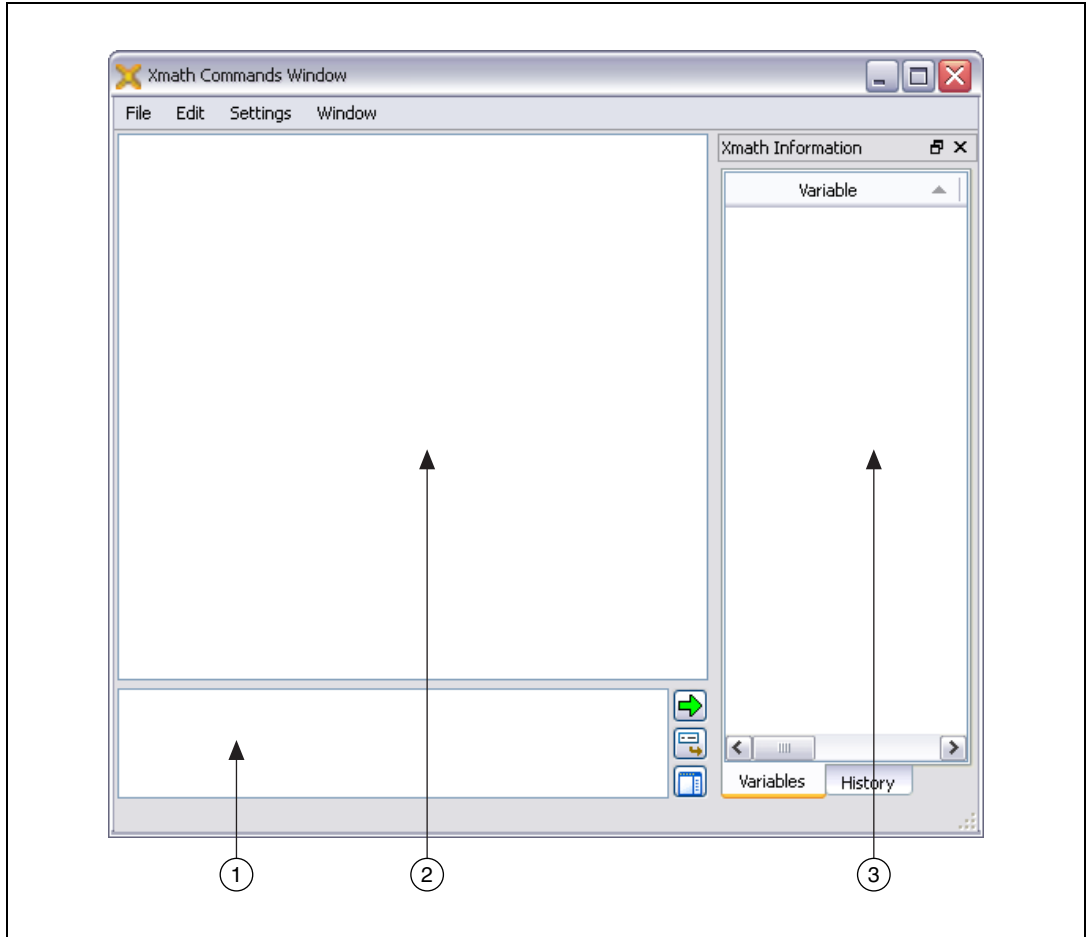 Xmath Commands Window
File Edit Settings Window
Xmath Information
Variable
Variables History
1 2 3